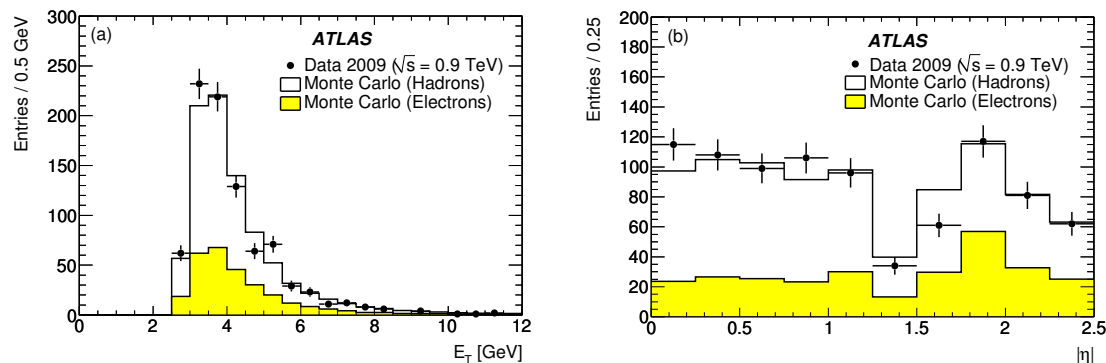 (a)
ATLAS
Data 2009 (√s = 0.9 TeV)
Monte Carlo (Hadrons)
Monte Carlo (Electrons)
Entries / 0.5 GeV
300
250
200
150
100
50
0
0 2 4 6 8 10 12
E_T [GeV]
(b)
ATLAS
Data 2009 (√s = 0.9 TeV)
Monte Carlo (Hadrons)
Monte Carlo (Electrons)
Entries / 0.25
200
180
160
140
120
100
80
60
40
20
0
0 0.5 1 1.5 2 2.5
|η|